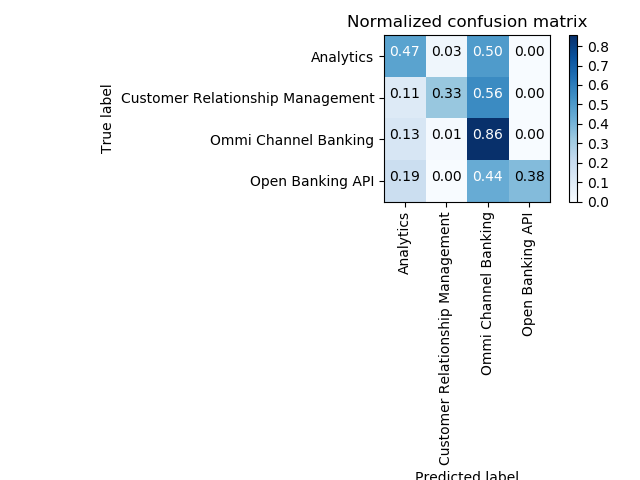 Normalized confusion matrix
True label
Analytics 0.47 0.03 0.50 0.00
Customer Relationship Management 0.11 0.33 0.56 0.00
Ommi Channel Banking 0.13 0.01 0.86 0.00
Open Banking API 0.19 0.00 0.44 0.38
Analytics
Customer Relationship Management
Ommi Channel Banking
Open Banking API
Predicted label
0.8
0.7
0.6
0.5
0.4
0.3
0.2
0.1
0.0